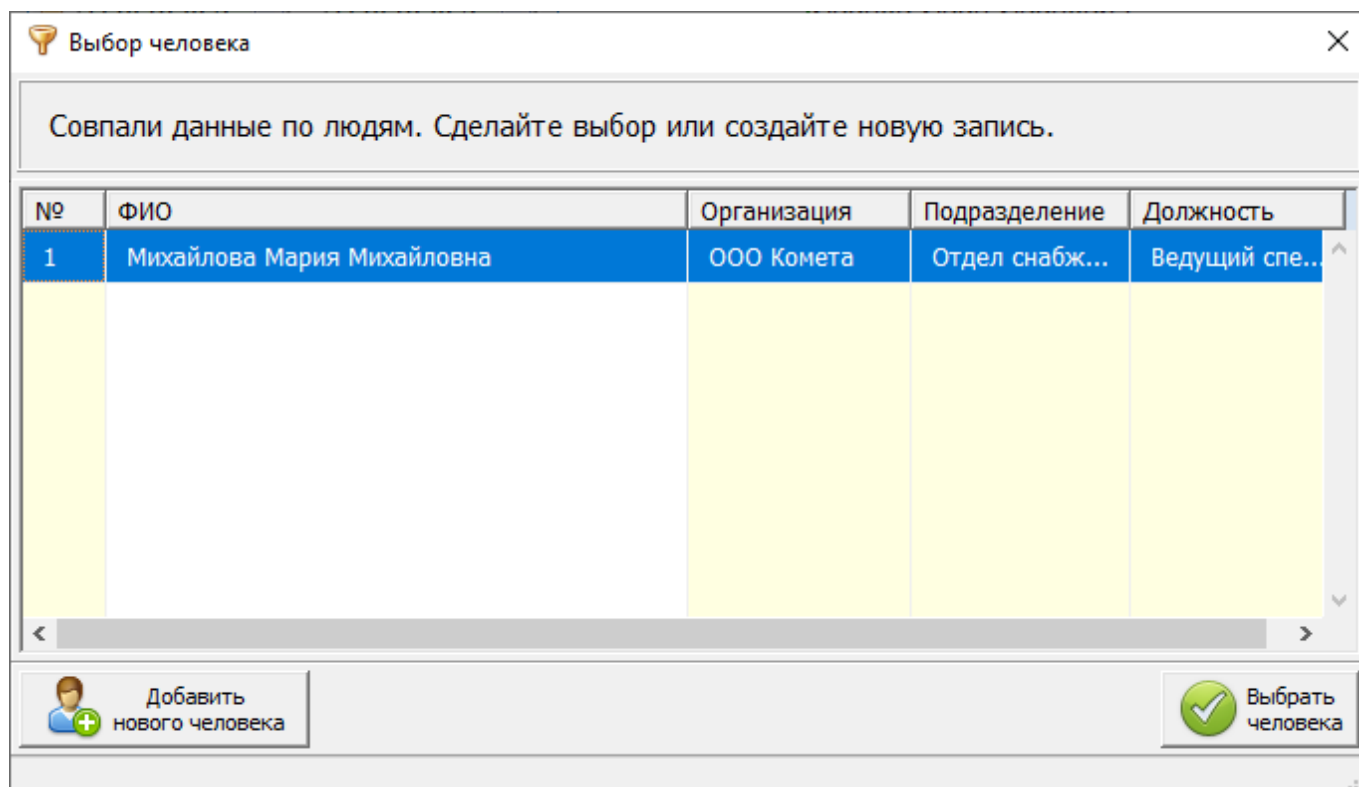 Выбор человека
Совпали данные по людям. Сделайте выбор или создайте новую запись.
№ ФИО Организация Подразделение Должность
1 Михайлова Мария Михайловна ООО Комета Отдел снабж... Ведущий спе...
Добавить
нового человека
Выбрать
человека